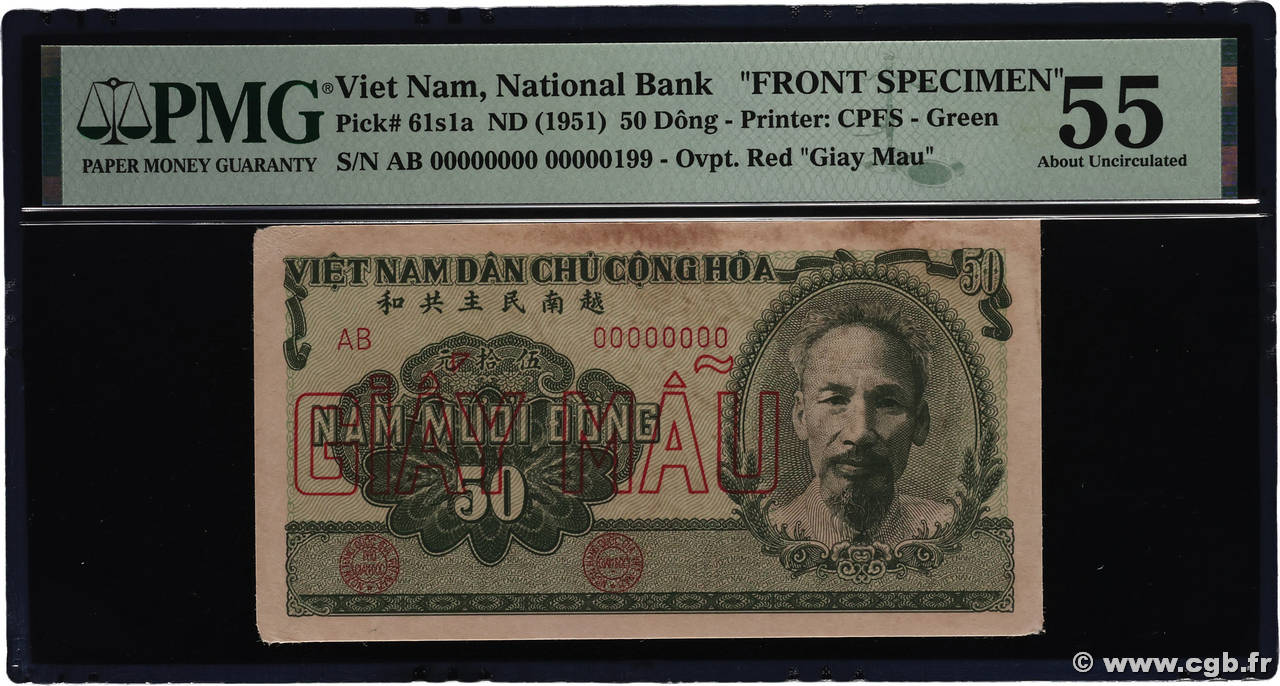 PMG®
PAPER MONEY GUARANTY
Viet Nam, National Bank "FRONT SPECIMEN"
Pick# 61s1a ND (1951) 50 Dông - Printer: CPFS - Green
S/N AB 00000000 00000199 - Ovpt. Red "Giay Mau"
55
About Uncirculated
VIỆT NAM DÂN CHỦ CỘNG HÒA
50
和共主民南越
AB 00000000
元拾伍
GIẤY MẪU
NĂM MƯƠI ĐỒNG
50
© www.cgb.fr